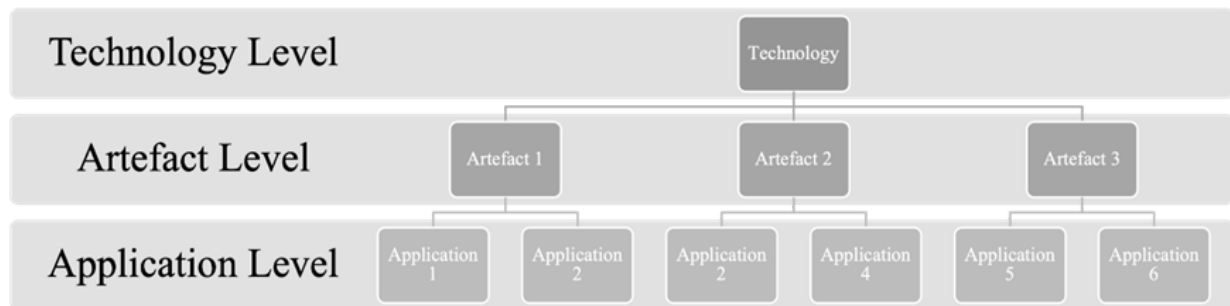 Technology Level
Technology
Artefact Level
Artefact 1
Artefact 2
Artefact 3
Application Level
Application
1
Application
2
Application
2
Application
4
Application
5
Application
6